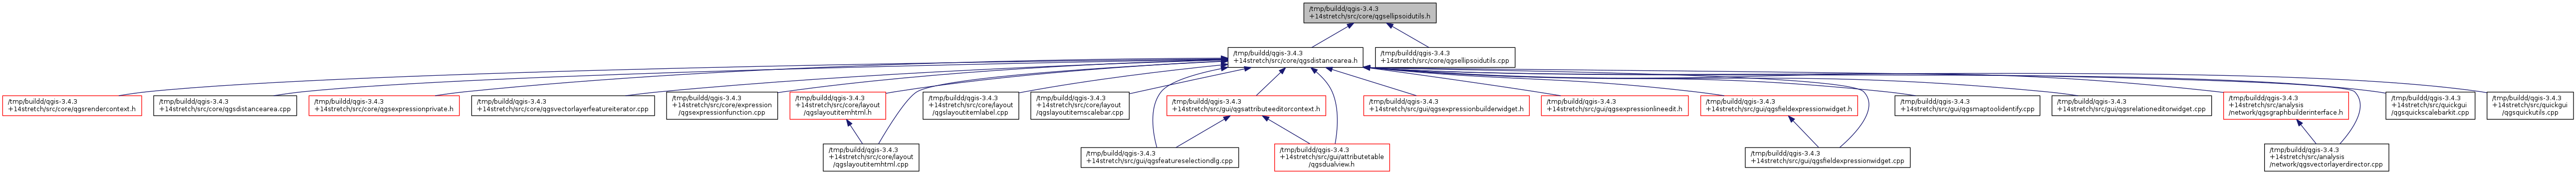 /tmp/buildd/qgis-3.4.3
+14stretch/src/core/qgsellipsoidutils.h
/tmp/buildd/qgis-3.4.3
+14stretch/src/core/qgsdistancearea.h
/tmp/buildd/qgis-3.4.3
+14stretch/src/core/qgsellipsoidutils.cpp
/tmp/buildd/qgis-3.4.3
+14stretch/src/core/qgsrendercontext.h
/tmp/buildd/qgis-3.4.3
+14stretch/src/core/qgsdistancearea.cpp
/tmp/buildd/qgis-3.4.3
+14stretch/src/core/qgsexpressionprivate.h
/tmp/buildd/qgis-3.4.3
+14stretch/src/core/qgsvectorlayerfeatureiterator.cpp
/tmp/buildd/qgis-3.4.3
+14stretch/src/core/expression
/qgsexpressionfunction.cpp
/tmp/buildd/qgis-3.4.3
+14stretch/src/core/layout
/qgslayoutitemhtml.h
/tmp/buildd/qgis-3.4.3
+14stretch/src/core/layout
/qgslayoutitemlabel.cpp
/tmp/buildd/qgis-3.4.3
+14stretch/src/core/layout
/qgslayoutitemscalebar.cpp
/tmp/buildd/qgis-3.4.3
+14stretch/src/gui/qgsattributeeditorcontext.h
/tmp/buildd/qgis-3.4.3
+14stretch/src/gui/qgsexpressionbuilderwidget.h
/tmp/buildd/qgis-3.4.3
+14stretch/src/gui/qgsexpressionlineedit.h
/tmp/buildd/qgis-3.4.3
+14stretch/src/gui/qgsfieldexpressionwidget.h
/tmp/buildd/qgis-3.4.3
+14stretch/src/gui/qgsmaptoolidentify.cpp
/tmp/buildd/qgis-3.4.3
+14stretch/src/gui/qgsrelationeditorwidget.cpp
/tmp/buildd/qgis-3.4.3
+14stretch/src/analysis
/network/qgsgraphbuilderinterface.h
/tmp/buildd/qgis-3.4.3
+14stretch/src/quickgui
/qgsquickscalebarkit.cpp
/tmp/buildd/qgis-3.4.3
+14stretch/src/quickgui
/qgsquickutils.cpp
/tmp/buildd/qgis-3.4.3
+14stretch/src/core/layout
/qgslayoutitemhtml.cpp
/tmp/buildd/qgis-3.4.3
+14stretch/src/gui/qgsfeatureselectiondlg.cpp
/tmp/buildd/qgis-3.4.3
+14stretch/src/gui/attributetable
/qgsdualview.h
/tmp/buildd/qgis-3.4.3
+14stretch/src/gui/qgsfieldexpressionwidget.cpp
/tmp/buildd/qgis-3.4.3
+14stretch/src/analysis
/network/qgsvectorlayerdirector.cpp